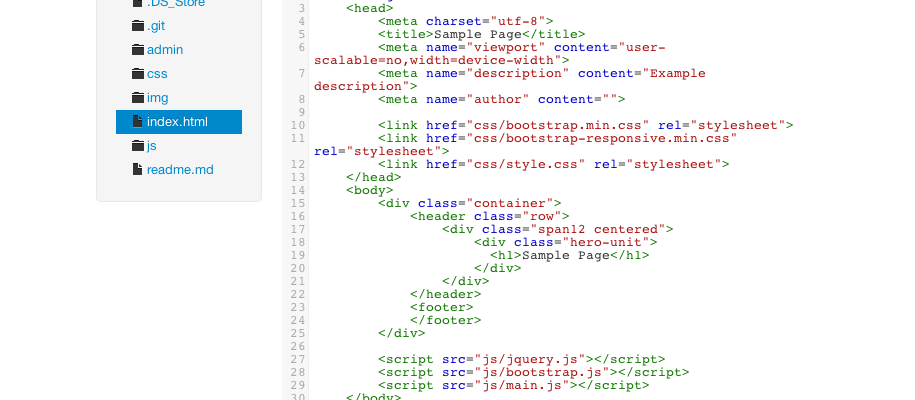 .DS_Store
.git
admin
css
img
index.html
js
readme.md
3 <head>
4 <meta charset="utf-8">
5 <title>Sample Page</title>
6 <meta name="viewport" content="user-
scalable=no,width=device-width">
7 <meta name="description" content="Example
description">
8 <meta name="author" content="">
9
10 <link href="css/bootstrap.min.css" rel="stylesheet">
11 <link href="css/bootstrap-responsive.min.css"
rel="stylesheet">
12 <link href="css/style.css" rel="stylesheet">
13 </head>
14 <body>
15 <div class="container">
16 <header class="row">
17 <div class="span12 centered">
18 <div class="hero-unit">
19 <h1>Sample Page</h1>
20 </div>
21 </div>
22 </header>
23 <footer>
24 </footer>
25 </div>
26
27 <script src="js/jquery.js"></script>
28 <script src="js/bootstrap.js"></script>
29 <script src="js/main.js"></script>
30 </body>